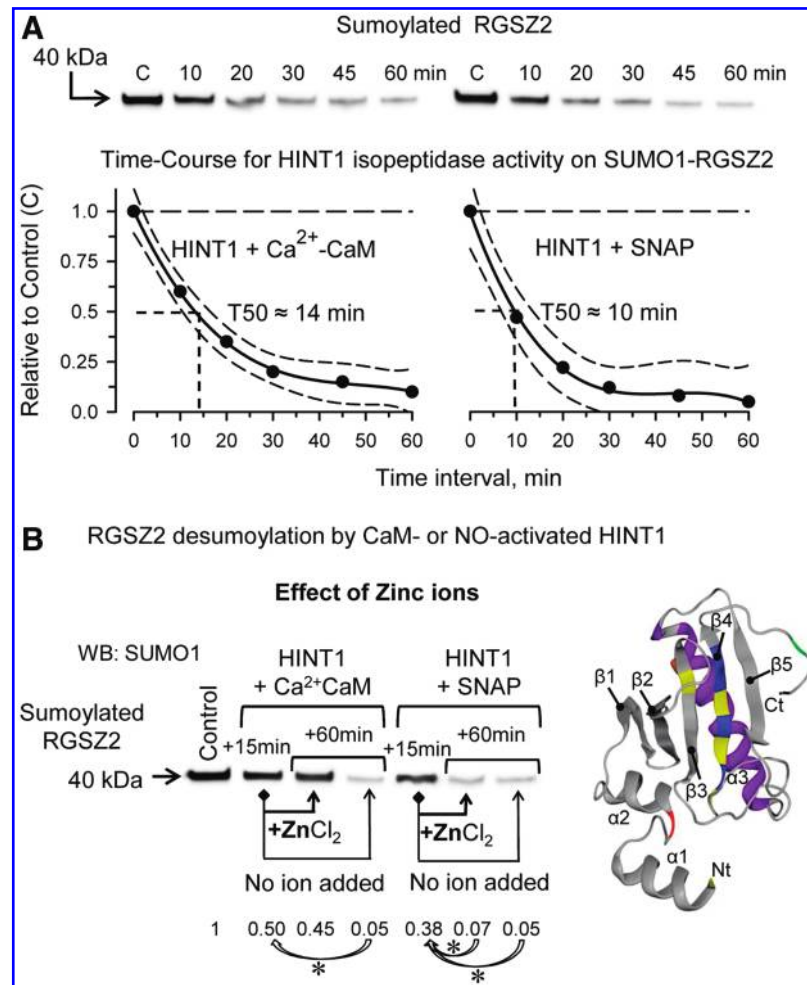 A
Sumoylated RGSZ2
40 kDa
C 10 20 30 45 60 min
C 10 20 30 45 60 min
Time-Course for HINT1 isopeptidase activity on SUMO1-RGSZ2
Relative to Control (C)
1.0
0.75
0.5
0.25
0.0
HINT1 + Ca²⁺-CaM
T50 ≈ 14 min
0 10 20 30 40 50 60
HINT1 + SNAP
T50 ≈ 10 min
0 10 20 30 40 50 60
Time interval, min
B
RGSZ2 desumoylation by CaM- or NO-activated HINT1
Effect of Zinc ions
WB: SUMO1
Sumoylated
RGSZ2
40 kDa
Control
HINT1
+ Ca²⁺CaM
+15min
+60min
HINT1
+ SNAP
+15min
+60min
+ZnCl₂
+ZnCl₂
No ion added
No ion added
1 0.50 0.45 0.05 0.38 0.07 0.05
*
*
*
β1
β2
β4
β5
Ct
β3
α3
α2
α1
Nt